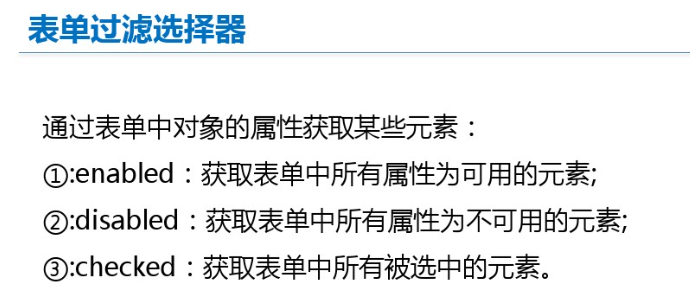 表单过滤选择器
通过表单中对象的属性获取某些元素：
①:enabled：获取表单中所有属性为可用的元素;
②:disabled：获取表单中所有属性为不可用的元素;
③:checked：获取表单中所有被选中的元素。